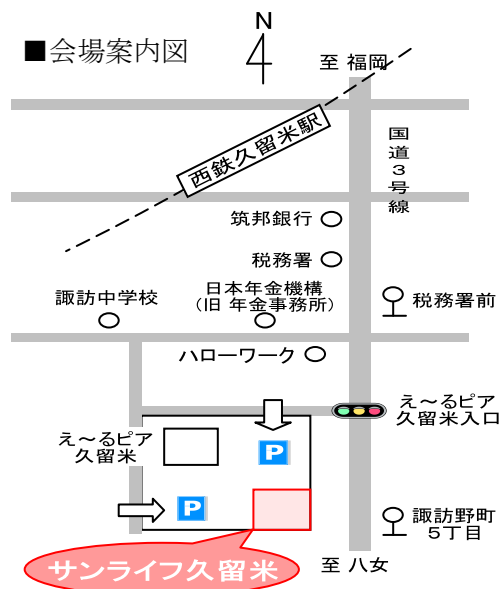 N
■会場案内図
至 福岡
西鉄久留米駅
国道3号線
筑邦銀行
税務署
日本年金機構
(旧 年金事務所)
諏訪中学校
税務署前
ハローワーク
え~るピア
久留米入口
え~るピア
久留米
P
P
諏訪野町
5丁目
サンライフ久留米
至 八女